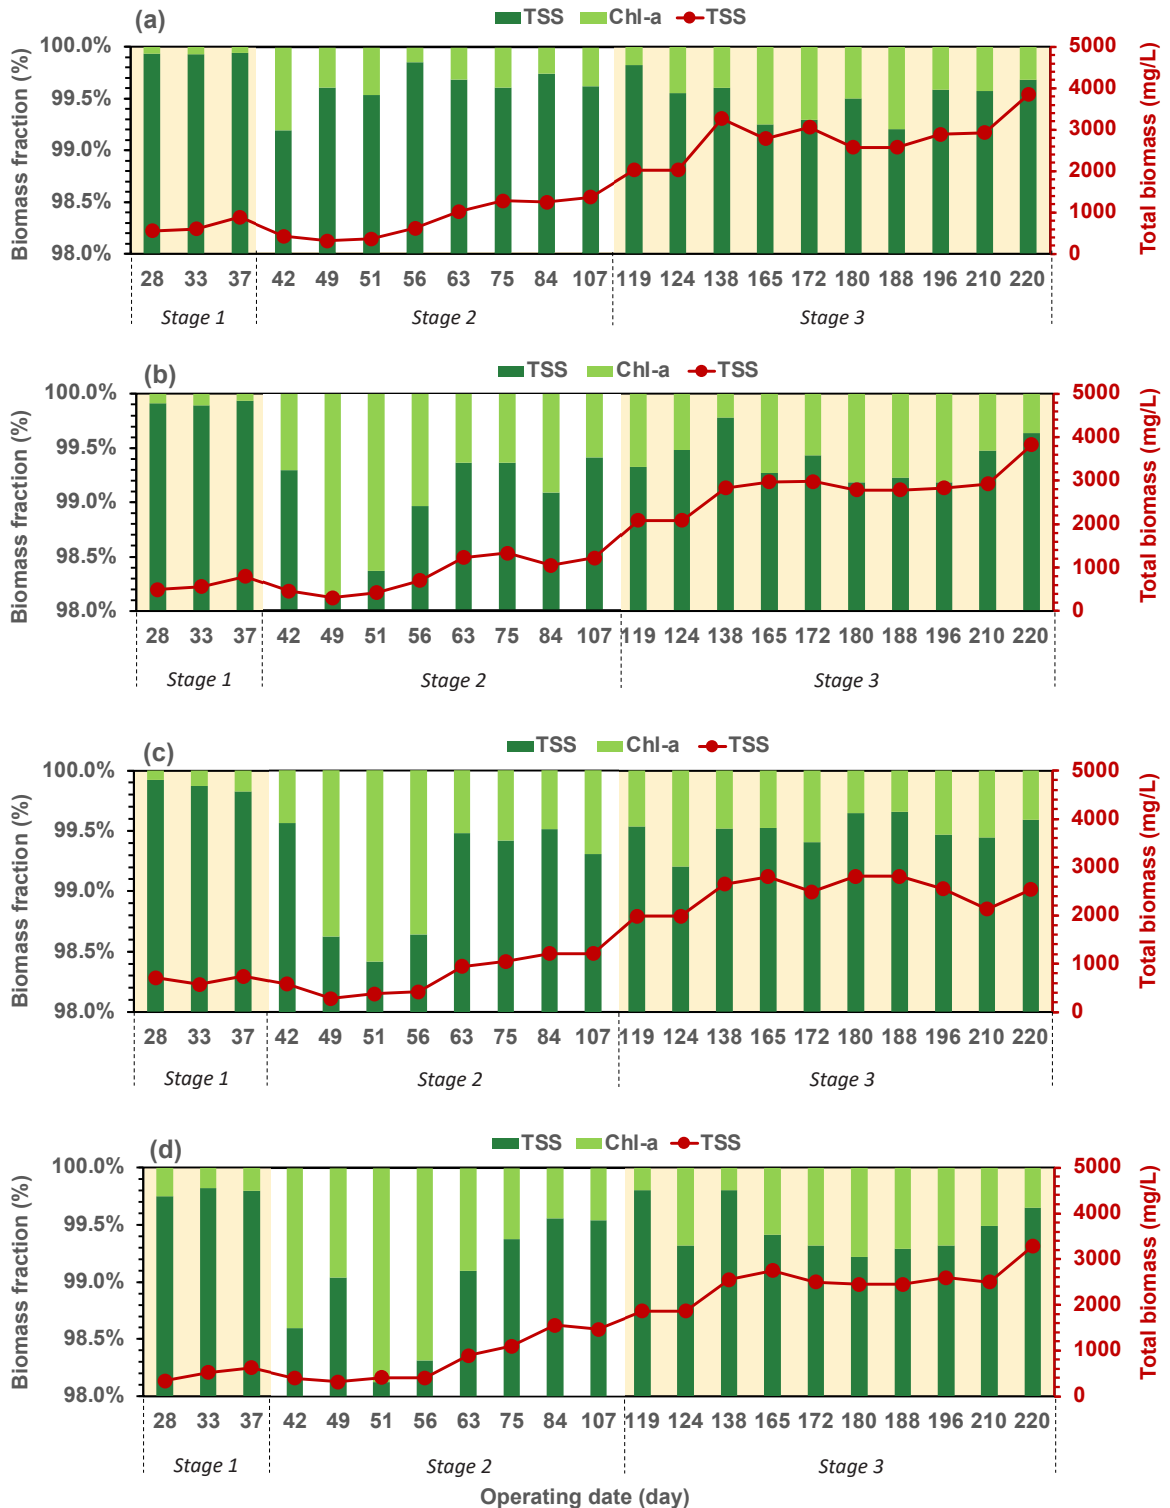 (a)
TSS Chl-a TSS
Biomass fraction (%)
100.0%
99.5%
99.0%
98.5%
98.0%
5000
4000
3000
2000
1000
0
Total biomass (mg/L)
28 33 37 42 49 51 56 63 75 84 107 119 124 138 165 172 180 188 196 210 220
Stage 1 Stage 2 Stage 3
(b)
TSS Chl-a TSS
Biomass fraction (%)
100.0%
99.5%
99.0%
98.5%
98.0%
5000
4000
3000
2000
1000
0
Total biomass (mg/L)
28 33 37 42 49 51 56 63 75 84 107 119 124 138 165 172 180 188 196 210 220
Stage 1 Stage 2 Stage 3
(c)
TSS Chl-a TSS
Biomass fraction (%)
100.0%
99.5%
99.0%
98.5%
98.0%
5000
4000
3000
2000
1000
0
Total biomass (mg/L)
28 33 37 42 49 51 56 63 75 84 107 119 124 138 165 172 180 188 196 210 220
Stage 1 Stage 2 Stage 3
(d)
TSS Chl-a TSS
Biomass fraction (%)
100.0%
99.5%
99.0%
98.5%
98.0%
5000
4000
3000
2000
1000
0
Total biomass (mg/L)
28 33 37 42 49 51 56 63 75 84 107 119 124 138 165 172 180 188 196 210 220
Stage 1 Stage 2 Stage 3
Operating date (day)